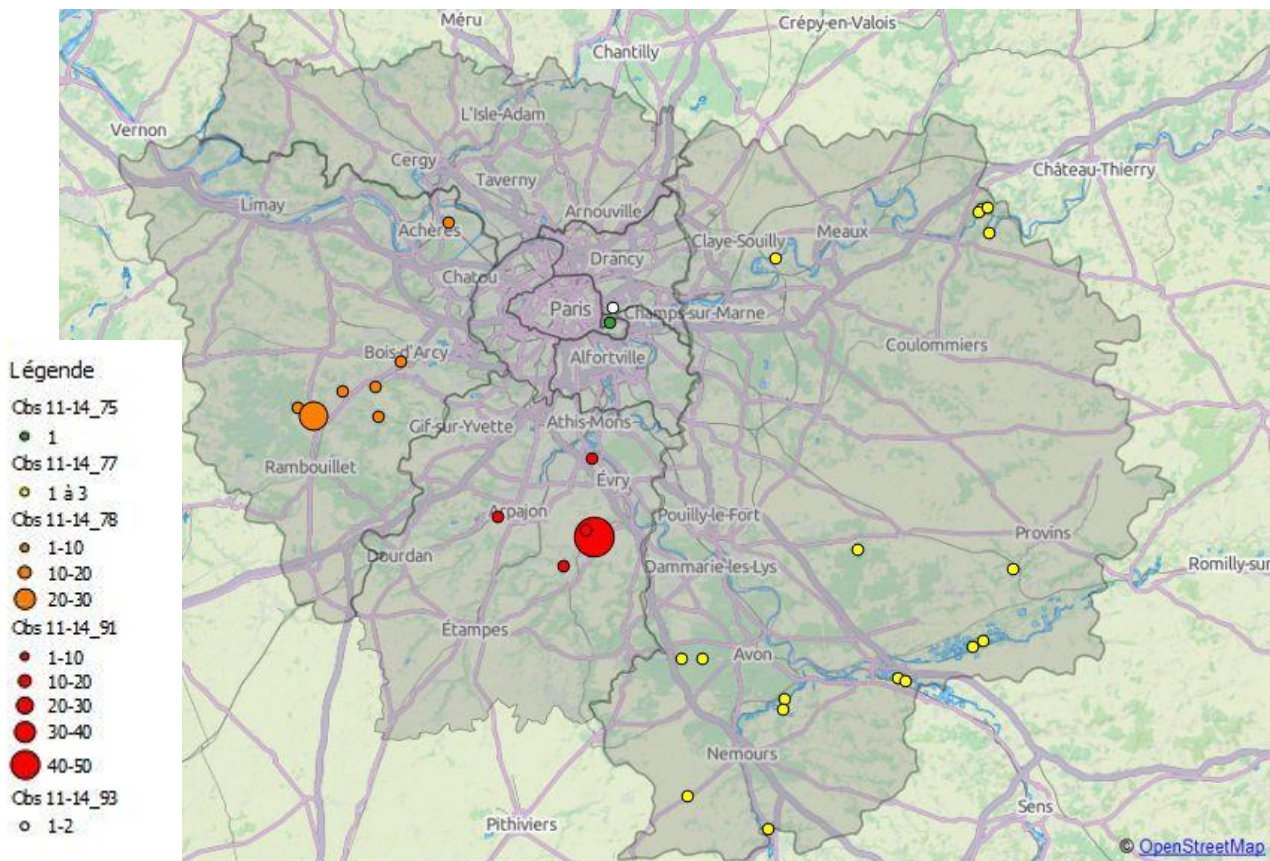 Méru
Crépy-en-Valois
Chantilly
L'Isle-Adam
Vernon
Cergy
Taverny
Château-Thierry
Limay
Arnouville
Achères
Claye-Souilly
Meaux
Drancy
Chatou
Paris
Champs-sur-Marne
Bois-d'Arcy
Alfortville
Coulommiers
Gif-sur-Yvette
Athis-Mons
Rambouillet
Évry
Arpajon
Pouilly-le-Fort
Provins
Dourdan
Dammarie-les-Lys
Romilly-sur
Étampes
Avon
Nemours
Pithiviers
Sens
© OpenStreetMap
Légende
Obs 11-14_75
1
Obs 11-14_77
1 à 3
Obs 11-14_78
1-10
10-20
20-30
Obs 11-14_91
1-10
10-20
20-30
30-40
40-50
Obs 11-14_93
1-2